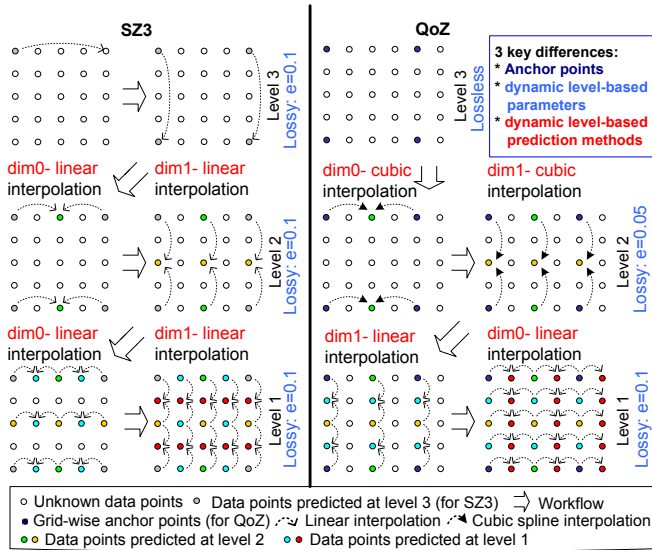 SZ3
Level 3
Lossy: e=0.1
dim0- linear
interpolation
dim1- linear
interpolation
Level 2
Lossy: e=0.1
dim0- linear
interpolation
dim1- linear
interpolation
Level 1
Lossy: e=0.1
QoZ
Level 3
Lossless
3 key differences:
* Anchor points
* dynamic level-based
parameters
* dynamic level-based
prediction methods
dim0- cubic
interpolation
dim1- cubic
interpolation
Level 2
Lossy: e=0.05
dim1- linear
interpolation
dim0- linear
interpolation
Level 1
Lossy: e=0.1
Unknown data points
Data points predicted at level 3 (for SZ3)
Workflow
Grid-wise anchor points (for QoZ)
Linear interpolation
Cubic spline interpolation
Data points predicted at level 2
Data points predicted at level 1